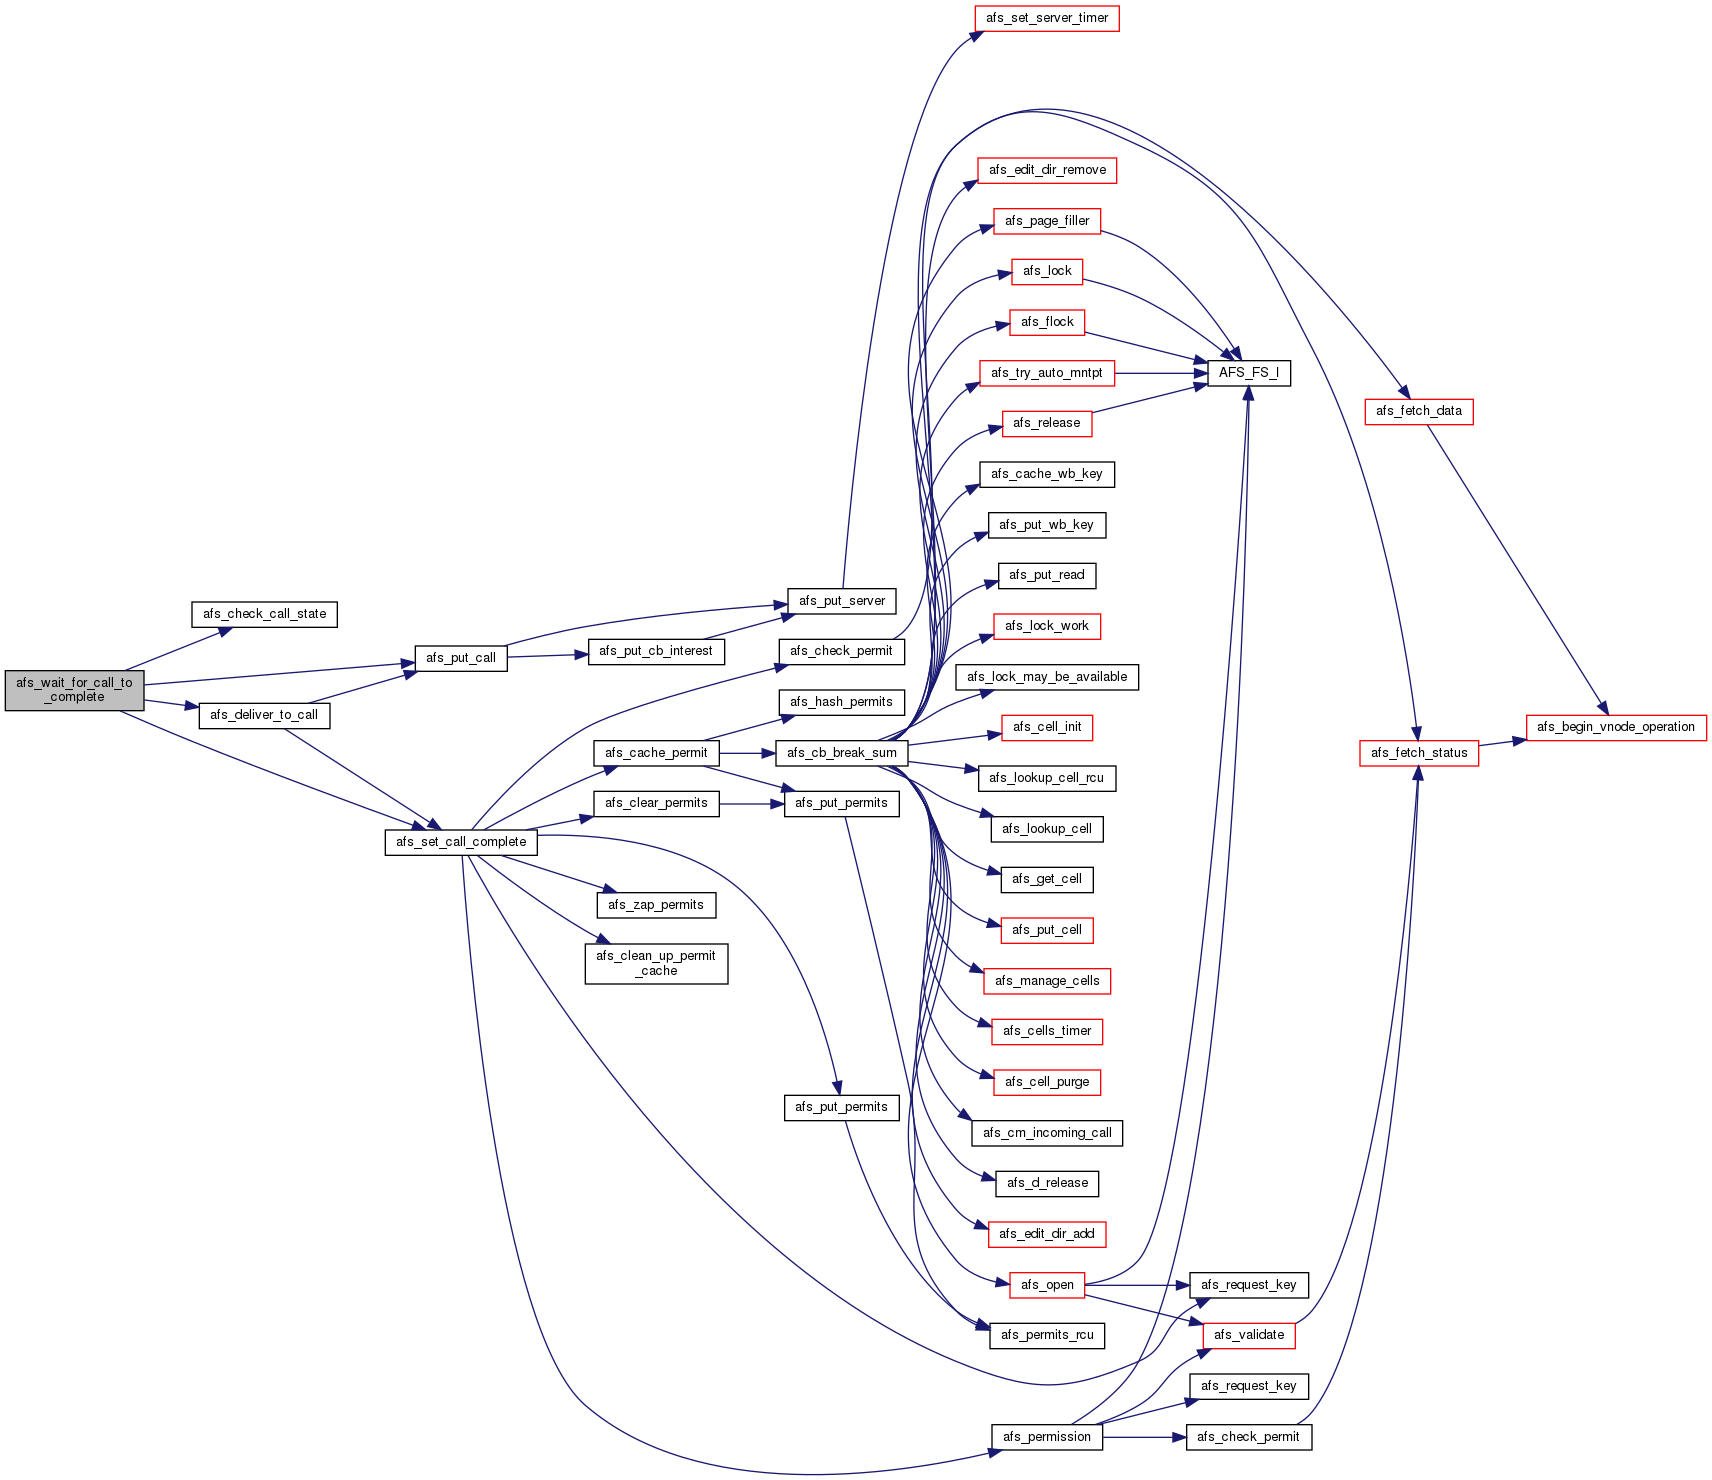 afs_set_server_timer
afs_edit_dir_remove
afs_page_filler
afs_lock
afs_flock
AFS_FS_I
afs_try_auto_mntpt
afs_fetch_data
afs_release
afs_cache_wb_key
afs_put_wb_key
afs_put_read
afs_put_server
afs_check_call_state
afs_lock_work
afs_put_call
afs_put_cb_interest
afs_check_permit
afs_lock_may_be_available
afs_wait_for_call_to
_complete
afs_deliver_to_call
afs_hash_permits
afs_cell_init
afs_begin_vnode_operation
afs_cache_permit
afs_cb_break_sum
afs_fetch_status
afs_lookup_cell_rcu
afs_clear_permits
afs_put_permits
afs_lookup_cell
afs_set_call_complete
afs_get_cell
afs_zap_permits
afs_put_cell
afs_clean_up_permit
_cache
afs_manage_cells
afs_cells_timer
afs_cell_purge
afs_put_permits
afs_cm_incoming_call
afs_d_release
afs_edit_dir_add
afs_open
afs_request_key
afs_permits_rcu
afs_validate
afs_request_key
afs_permission
afs_check_permit